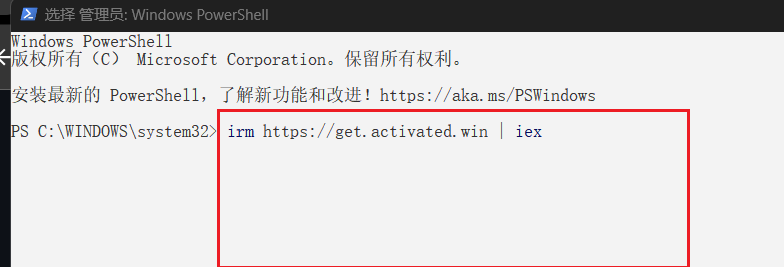 选择 管理员: Windows PowerShell
Windows PowerShell
版权所有（C） Microsoft Corporation。保留所有权利。
安装最新的 PowerShell，了解新功能和改进！https://aka.ms/PSWindows
PS C:\WINDOWS\system32> irm https://get.activated.win | iex